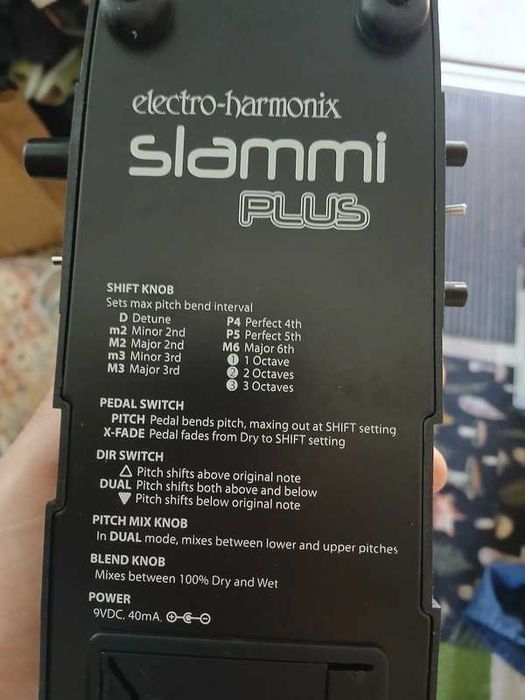 electro-harmonix
slammi
PLUS
SHIFT KNOB
Sets max pitch bend interval
D Detune
m2 Minor 2nd
M2 Major 2nd
m3 Minor 3rd
M3 Major 3rd
P4 Perfect 4th
P5 Perfect 5th
M6 Major 6th
1 1 Octave
2 2 Octaves
3 3 Octaves
PEDAL SWITCH
PITCH Pedal bends pitch, maxing out at SHIFT setting
X-FADE Pedal fades from Dry to SHIFT setting
DIR SWITCH
△ Pitch shifts above original note
DUAL Pitch shifts both above and below
▼ Pitch shifts below original note
PITCH MIX KNOB
In DUAL mode, mixes between lower and upper pitches
BLEND KNOB
Mixes between 100% Dry and Wet
POWER
9VDC, 40mA,